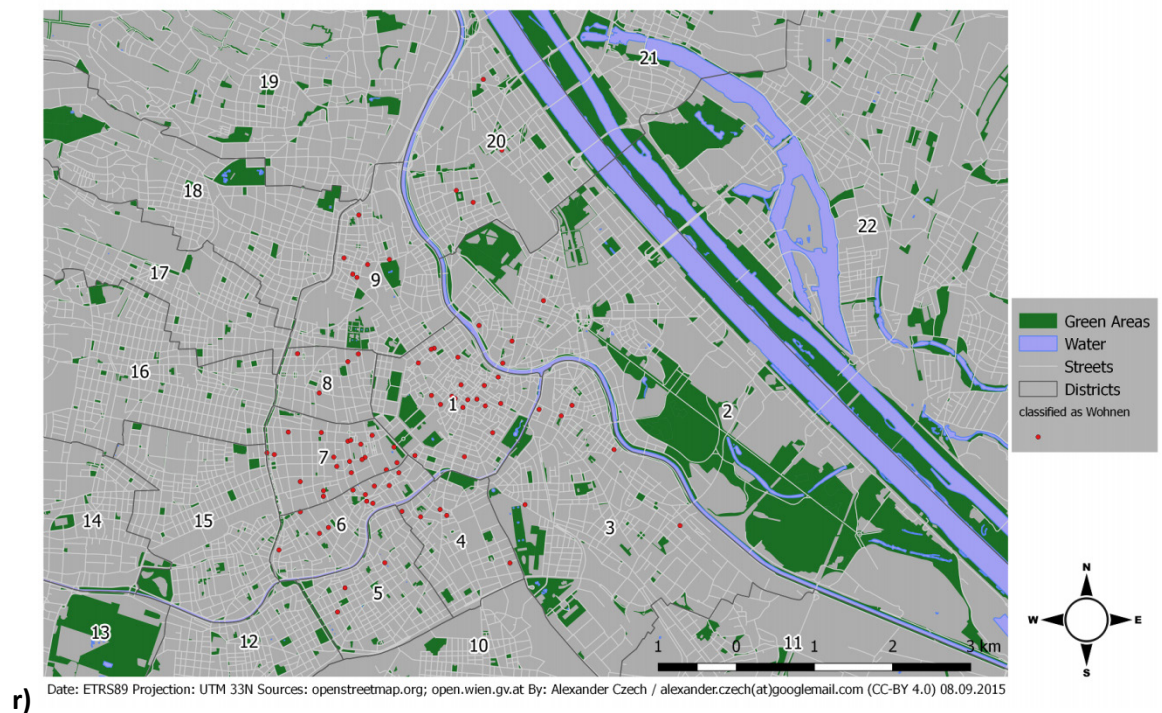 21
19
20
18
22
17
9
16
8
1
2
7
14
15
6
3
4
5
13
12
10
11
1 0 1 2 3 km
Green Areas
Water
Streets
Districts
classified as Wohnen
N
W E
S
Date: ETRS89 Projection: UTM 33N Sources: openstreetmap.org; open.wien.gv.at By: Alexander Czech / alexander.czech(at)googlemail.com (CC-BY 4.0) 08.09.2015
r)